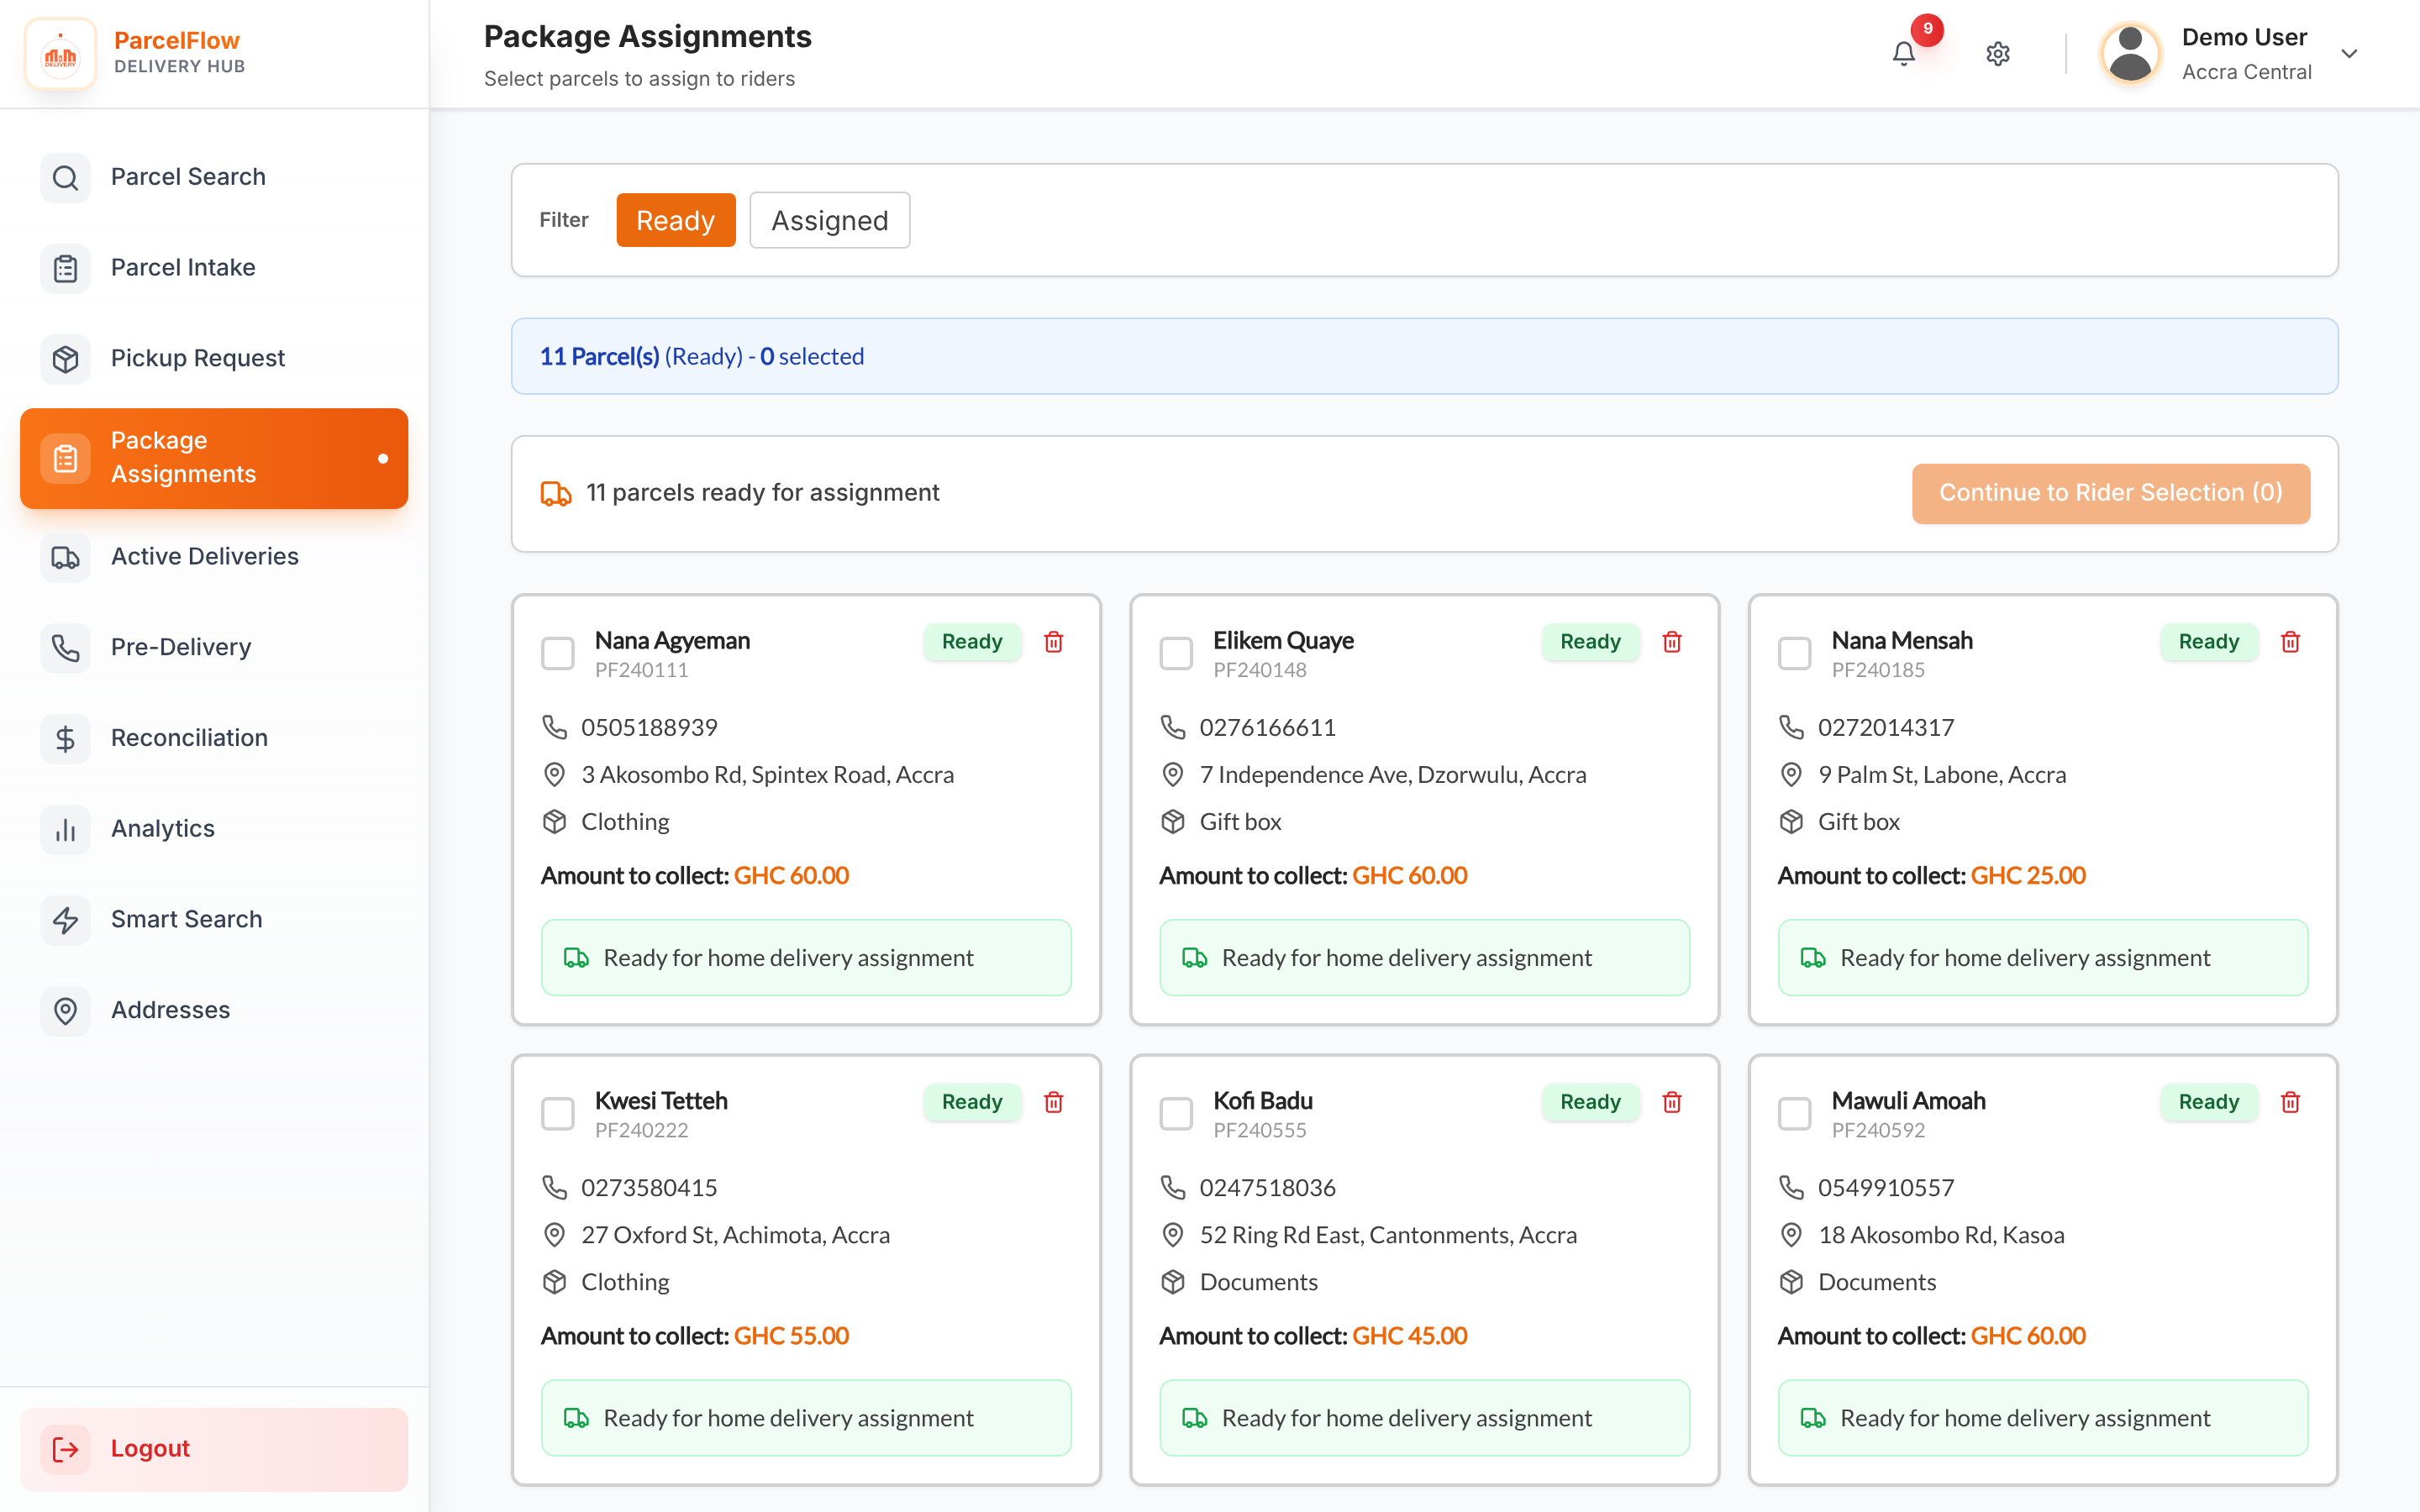 ParcelFlow
DELIVERY HUB
DELIVERY
Package Assignments
Select parcels to assign to riders
9
Demo User
Accra Central
Parcel Search
Parcel Intake
Pickup Request
Package
Assignments
Active Deliveries
Pre-Delivery
Reconciliation
Analytics
Smart Search
Addresses
Logout
Filter
Ready
Assigned
11 Parcel(s) (Ready) - 0 selected
11 parcels ready for assignment
Continue to Rider Selection (0)
Nana Agyeman
Ready
PF240111
0505188939
3 Akosombo Rd, Spintex Road, Accra
Clothing
Amount to collect: GHC 60.00
Ready for home delivery assignment
Elikem Quaye
Ready
PF240148
0276166611
7 Independence Ave, Dzorwulu, Accra
Gift box
Amount to collect: GHC 60.00
Ready for home delivery assignment
Nana Mensah
Ready
PF240185
0272014317
9 Palm St, Labone, Accra
Gift box
Amount to collect: GHC 25.00
Ready for home delivery assignment
Kwesi Tetteh
Ready
PF240222
0273580415
27 Oxford St, Achimota, Accra
Clothing
Amount to collect: GHC 55.00
Ready for home delivery assignment
Kofi Badu
Ready
PF240555
0247518036
52 Ring Rd East, Cantonments, Accra
Documents
Amount to collect: GHC 45.00
Ready for home delivery assignment
Mawuli Amoah
Ready
PF240592
0549910557
18 Akosombo Rd, Kasoa
Documents
Amount to collect: GHC 60.00
Ready for home delivery assignment